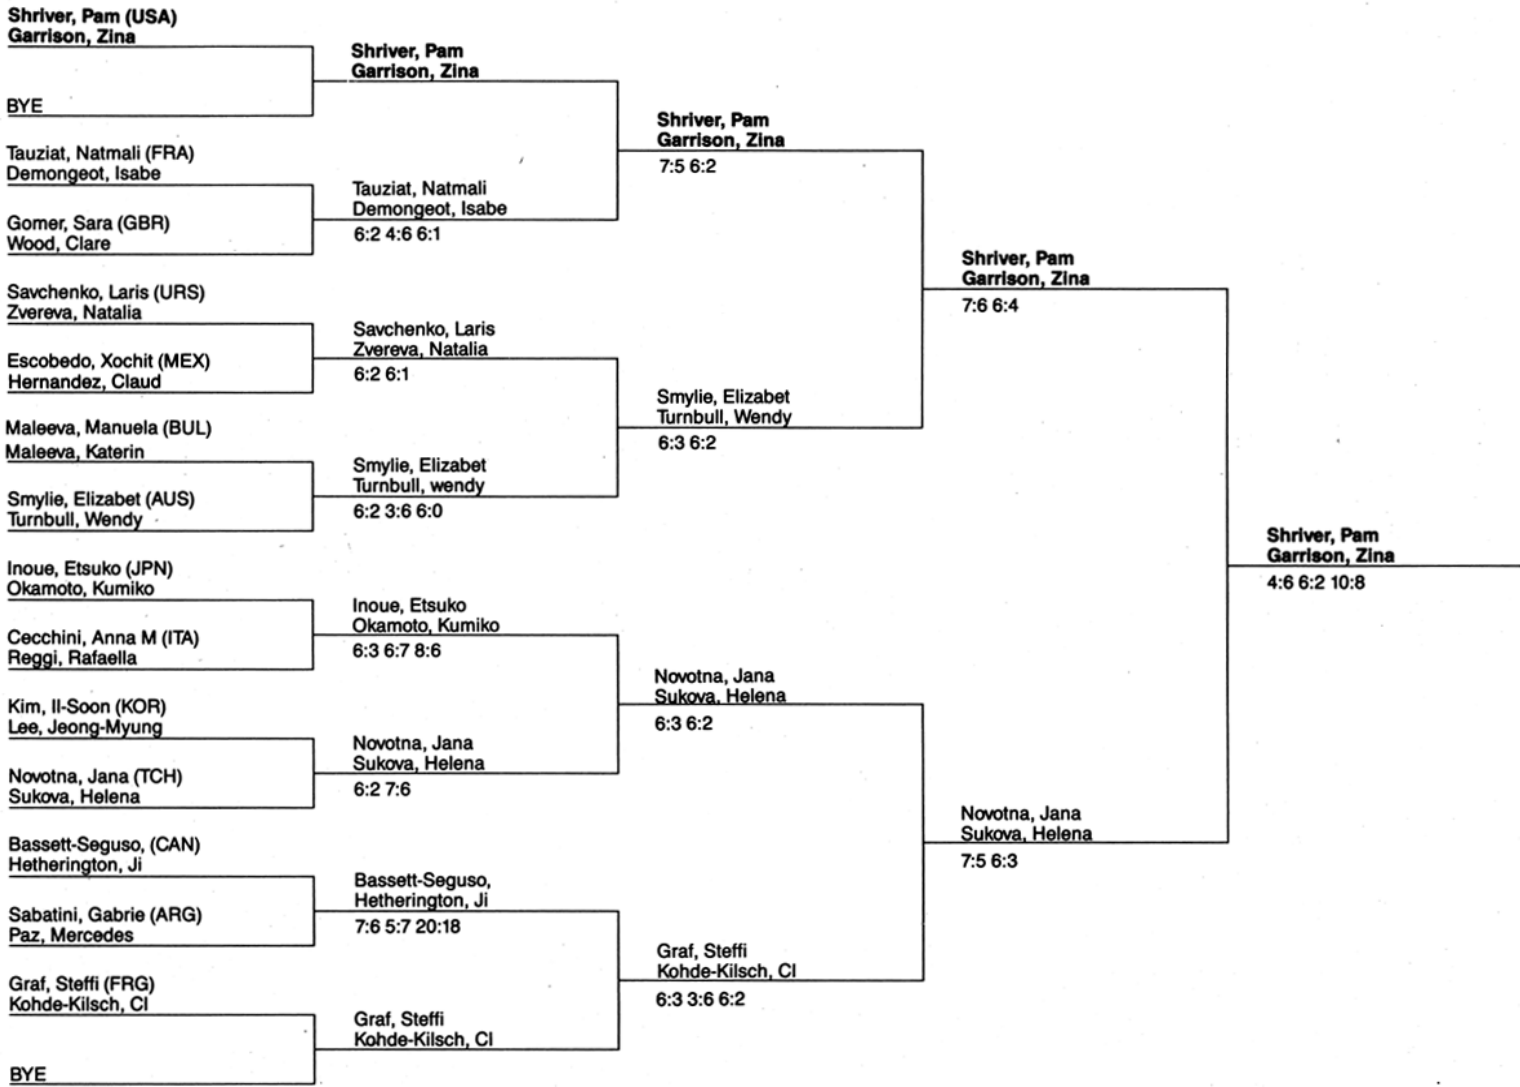 Shriver, Pam (USA)
Garrison, Zina
BYE
Tauziat, Natmali (FRA)
Demongeot, Isabe
Gomer, Sara (GBR)
Wood, Clare
Savchenko, Laris (URS)
Zvereva, Natalia
Escobedo, Xochit (MEX)
Hernandez, Claud
Maleeva, Manuela (BUL)
Maleeva, Katerin
Smylie, Elizabet (AUS)
Turnbull, Wendy
Inoue, Etsuko (JPN)
Okamoto, Kumiko
Cecchini, Anna M (ITA)
Reggi, Rafaella
Kim, Il-Soon (KOR)
Lee, Jeong-Myung
Novotna, Jana (TCH)
Sukova, Helena
Bassett-Seguso, (CAN)
Hetherington, Ji
Sabatini, Gabrie (ARG)
Paz, Mercedes
Graf, Steffi (FRG)
Kohde-Kilsch, Cl
BYE
Shriver, Pam
Garrison, Zina
Tauziat, Natmali
Demongeot, Isabe
6:2 4:6 6:1
Savchenko, Laris
Zvereva, Natalia
6:2 6:1
Smylie, Elizabet
Turnbull, wendy
6:2 3:6 6:0
Inoue, Etsuko
Okamoto, Kumiko
6:3 6:7 8:6
Novotna, Jana
Sukova, Helena
6:2 7:6
Bassett-Seguso,
Hetherington, Ji
7:6 5:7 20:18
Graf, Steffi
Kohde-Kilsch, Cl
Shriver, Pam
Garrison, Zina
7:5 6:2
Smylie, Elizabet
Turnbull, Wendy
6:3 6:2
Novotna, Jana
Sukova, Helena
6:3 6:2
Graf, Steffi
Kohde-Kilsch, Cl
6:3 3:6 6:2
Shriver, Pam
Garrison, Zina
7:6 6:4
Novotna, Jana
Sukova, Helena
7:5 6:3
Shriver, Pam
Garrison, Zina
4:6 6:2 10:8